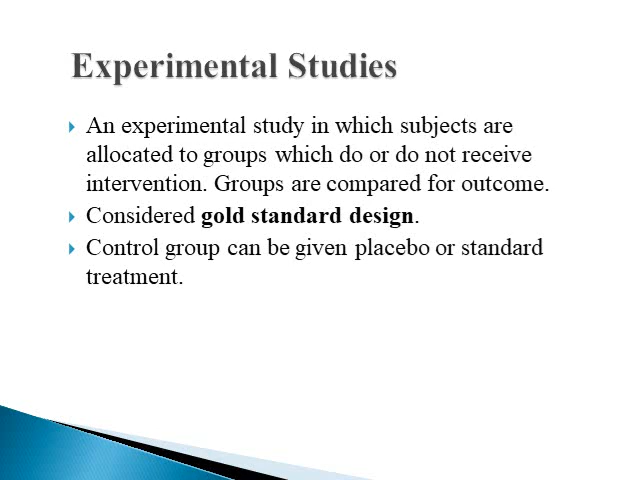 Experimental Studies
An experimental study in which subjects are
allocated to groups which do or do not receive
intervention. Groups are compared for outcome.
Considered gold standard design.
Control group can be given placebo or standard
treatment.